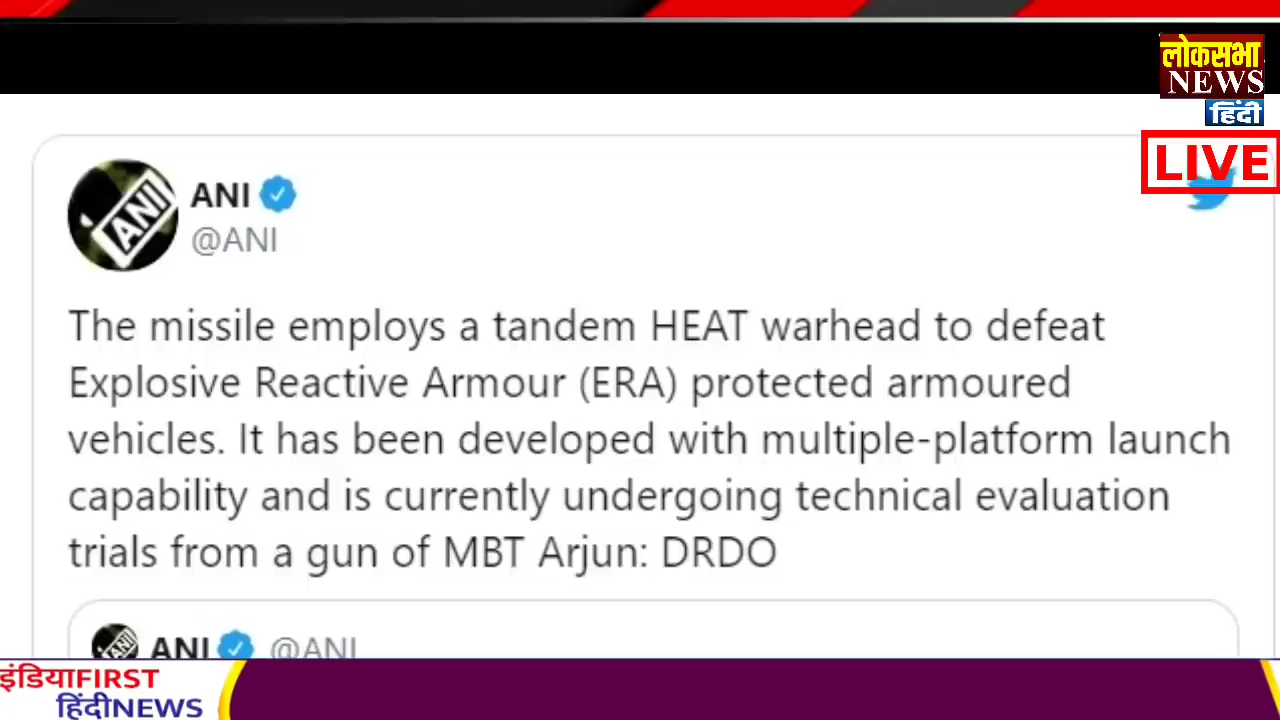 लोकसभा
NEWS
हिंदी
LIVE
ANI
ANI
@ANI
The missile employs a tandem HEAT warhead to defeat
Explosive Reactive Armour (ERA) protected armoured
vehicles. It has been developed with multiple-platform launch
capability and is currently undergoing technical evaluation
trials from a gun of MBT Arjun: DRDO
ANI
ANI @ANI
इंडियाFIRST
हिंदीNEWS